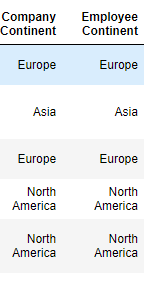 Company Employee
Continent Continent
Europe Europe
Asia Asia
Europe Europe
North North
America America
North North
America America